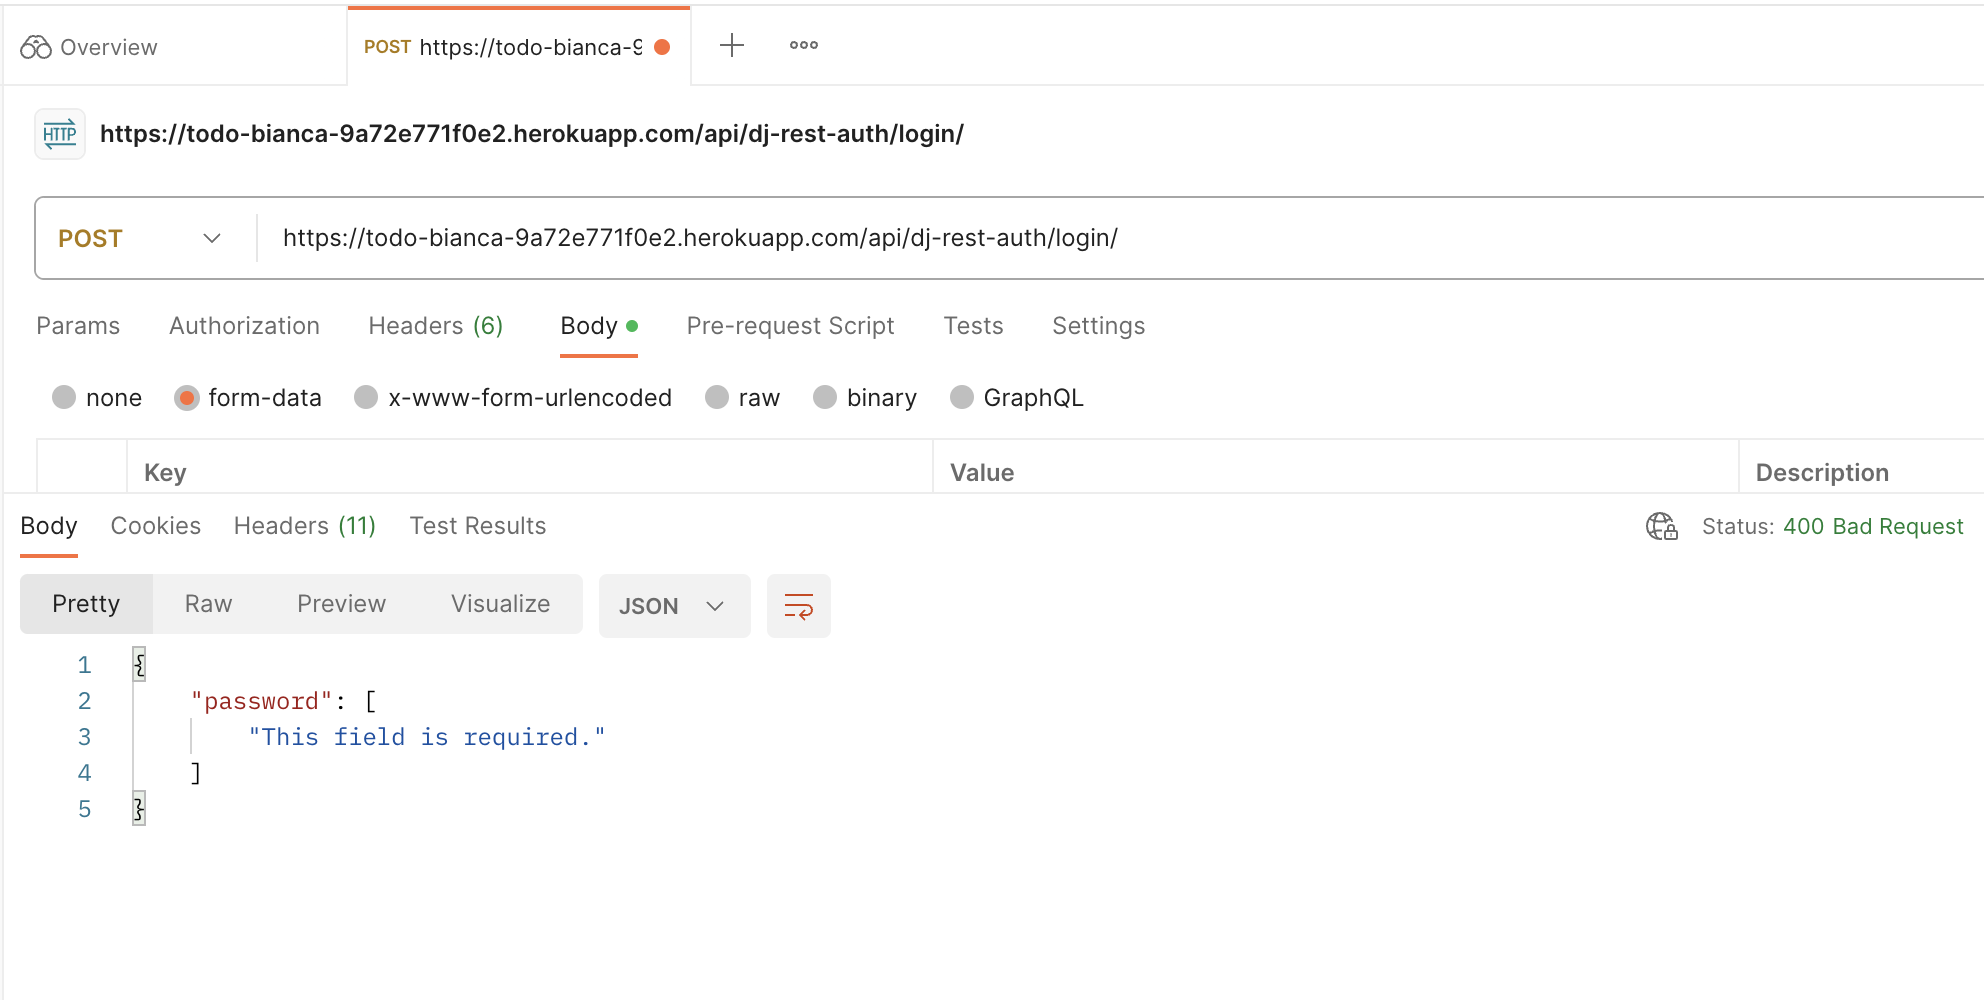 Overview
POST https://todo-bianca-9
HTTP https://todo-bianca-9a72e771f0e2.herokuapp.com/api/dj-rest-auth/login/
POST https://todo-bianca-9a72e771f0e2.herokuapp.com/api/dj-rest-auth/login/
Params Authorization Headers (6) Body Pre-request Script Tests Settings
none form-data x-www-form-urlencoded raw binary GraphQL
Key Value Description
Body Cookies Headers (11) Test Results Status: 400 Bad Request
Pretty Raw Preview Visualize JSON
1 {
2 "password": [
3 "This field is required."
4 ]
5 }